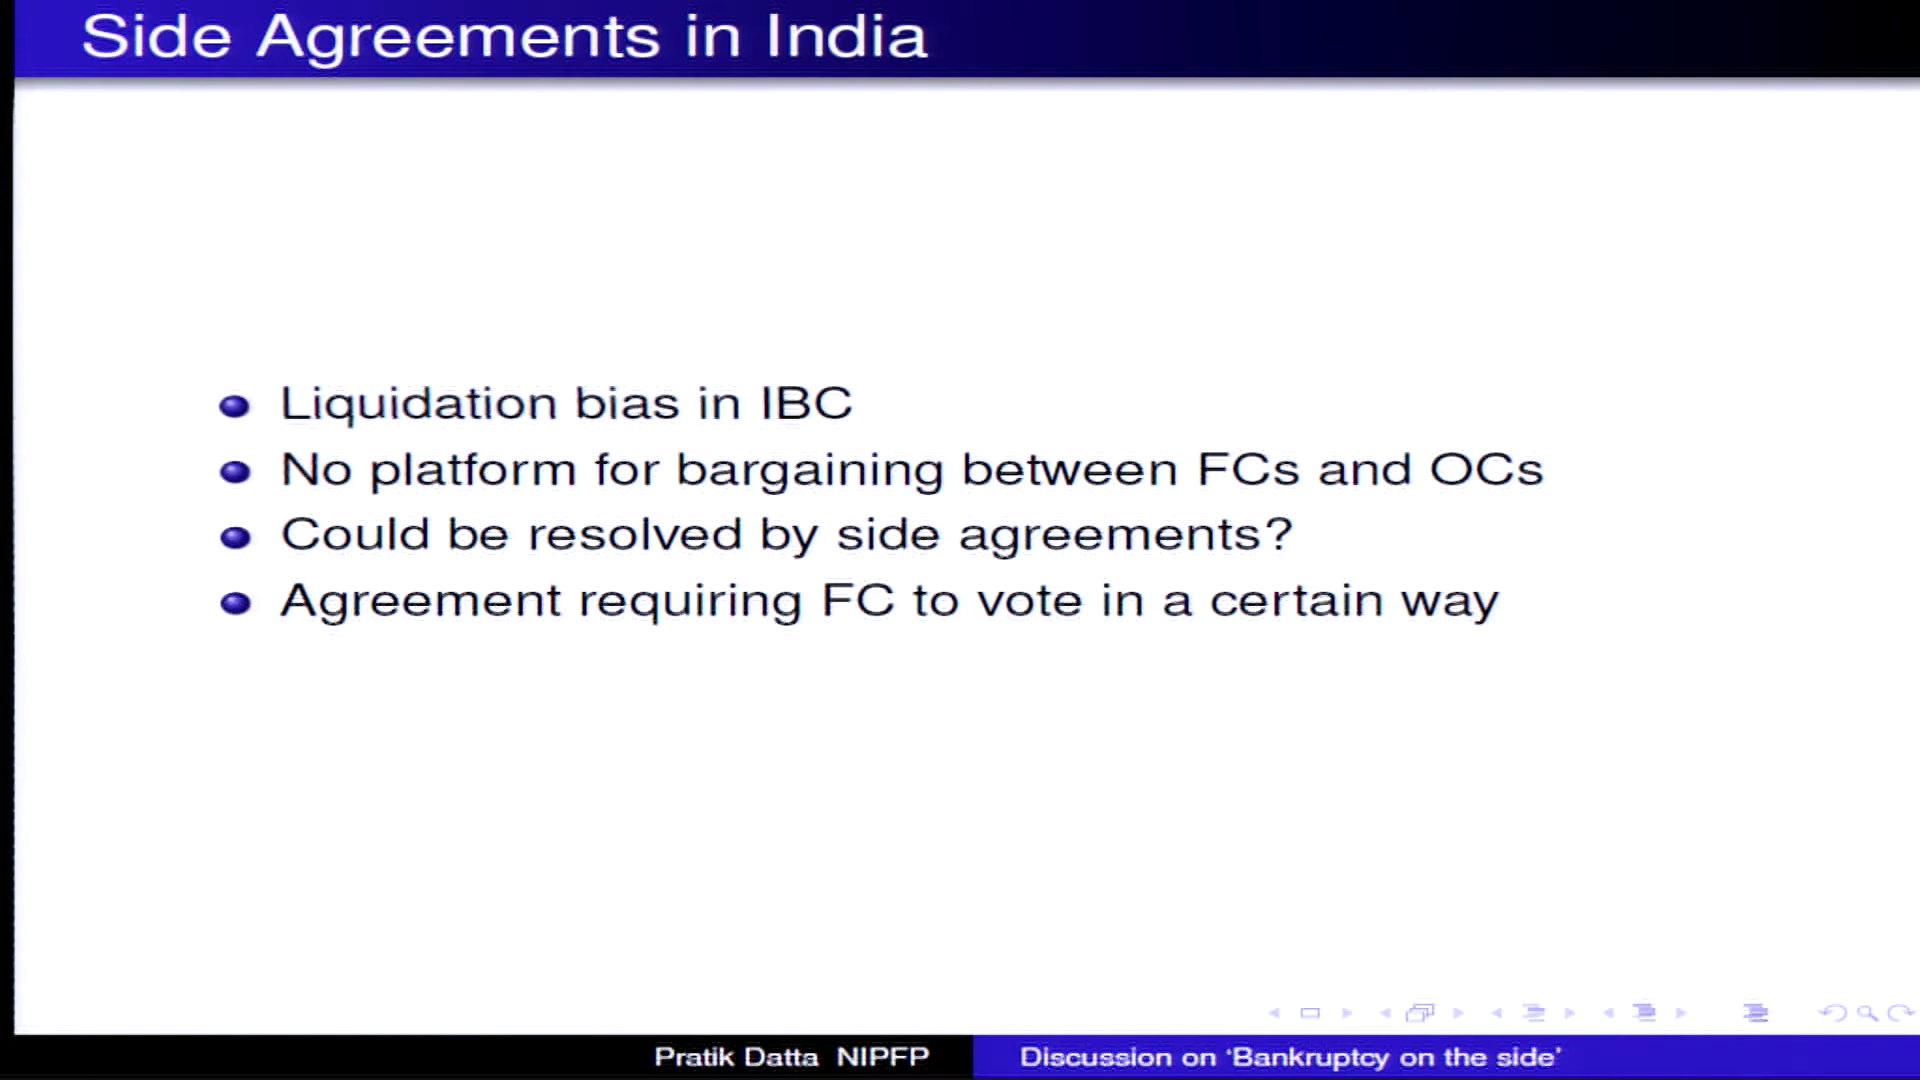 Side Agreements in India
Liquidation bias in IBC
No platform for bargaining between FCs and OCs
Could be resolved by side agreements?
Agreement requiring FC to vote in a certain way
Pratik Datta NIPFP
Discussion on ‘Bankruptcy on the side’